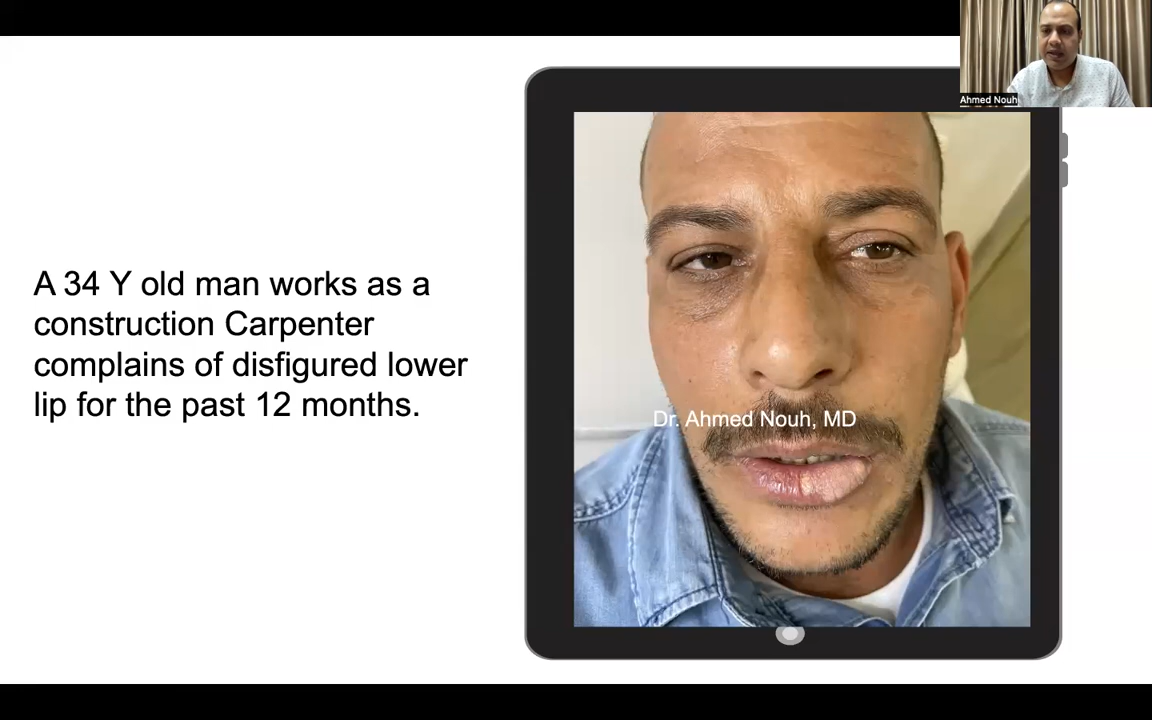 A 34 Y old man works as a
construction Carpenter
complains of disfigured lower
lip for the past 12 months.
Dr. Ahmed Nouh, MD
Ahmed Nouh